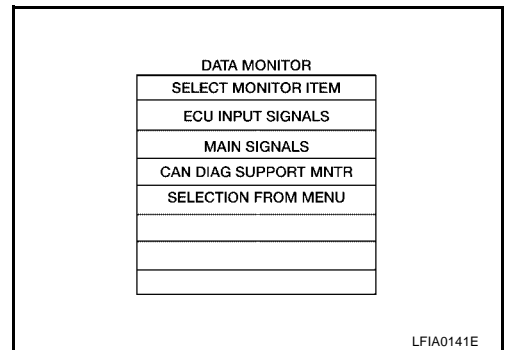 DATA MONITOR
SELECT MONITOR ITEM
ECU INPUT SIGNALS
MAIN SIGNALS
CAN DIAG SUPPORT MNTR
SELECTION FROM MENU
LFIA0141E